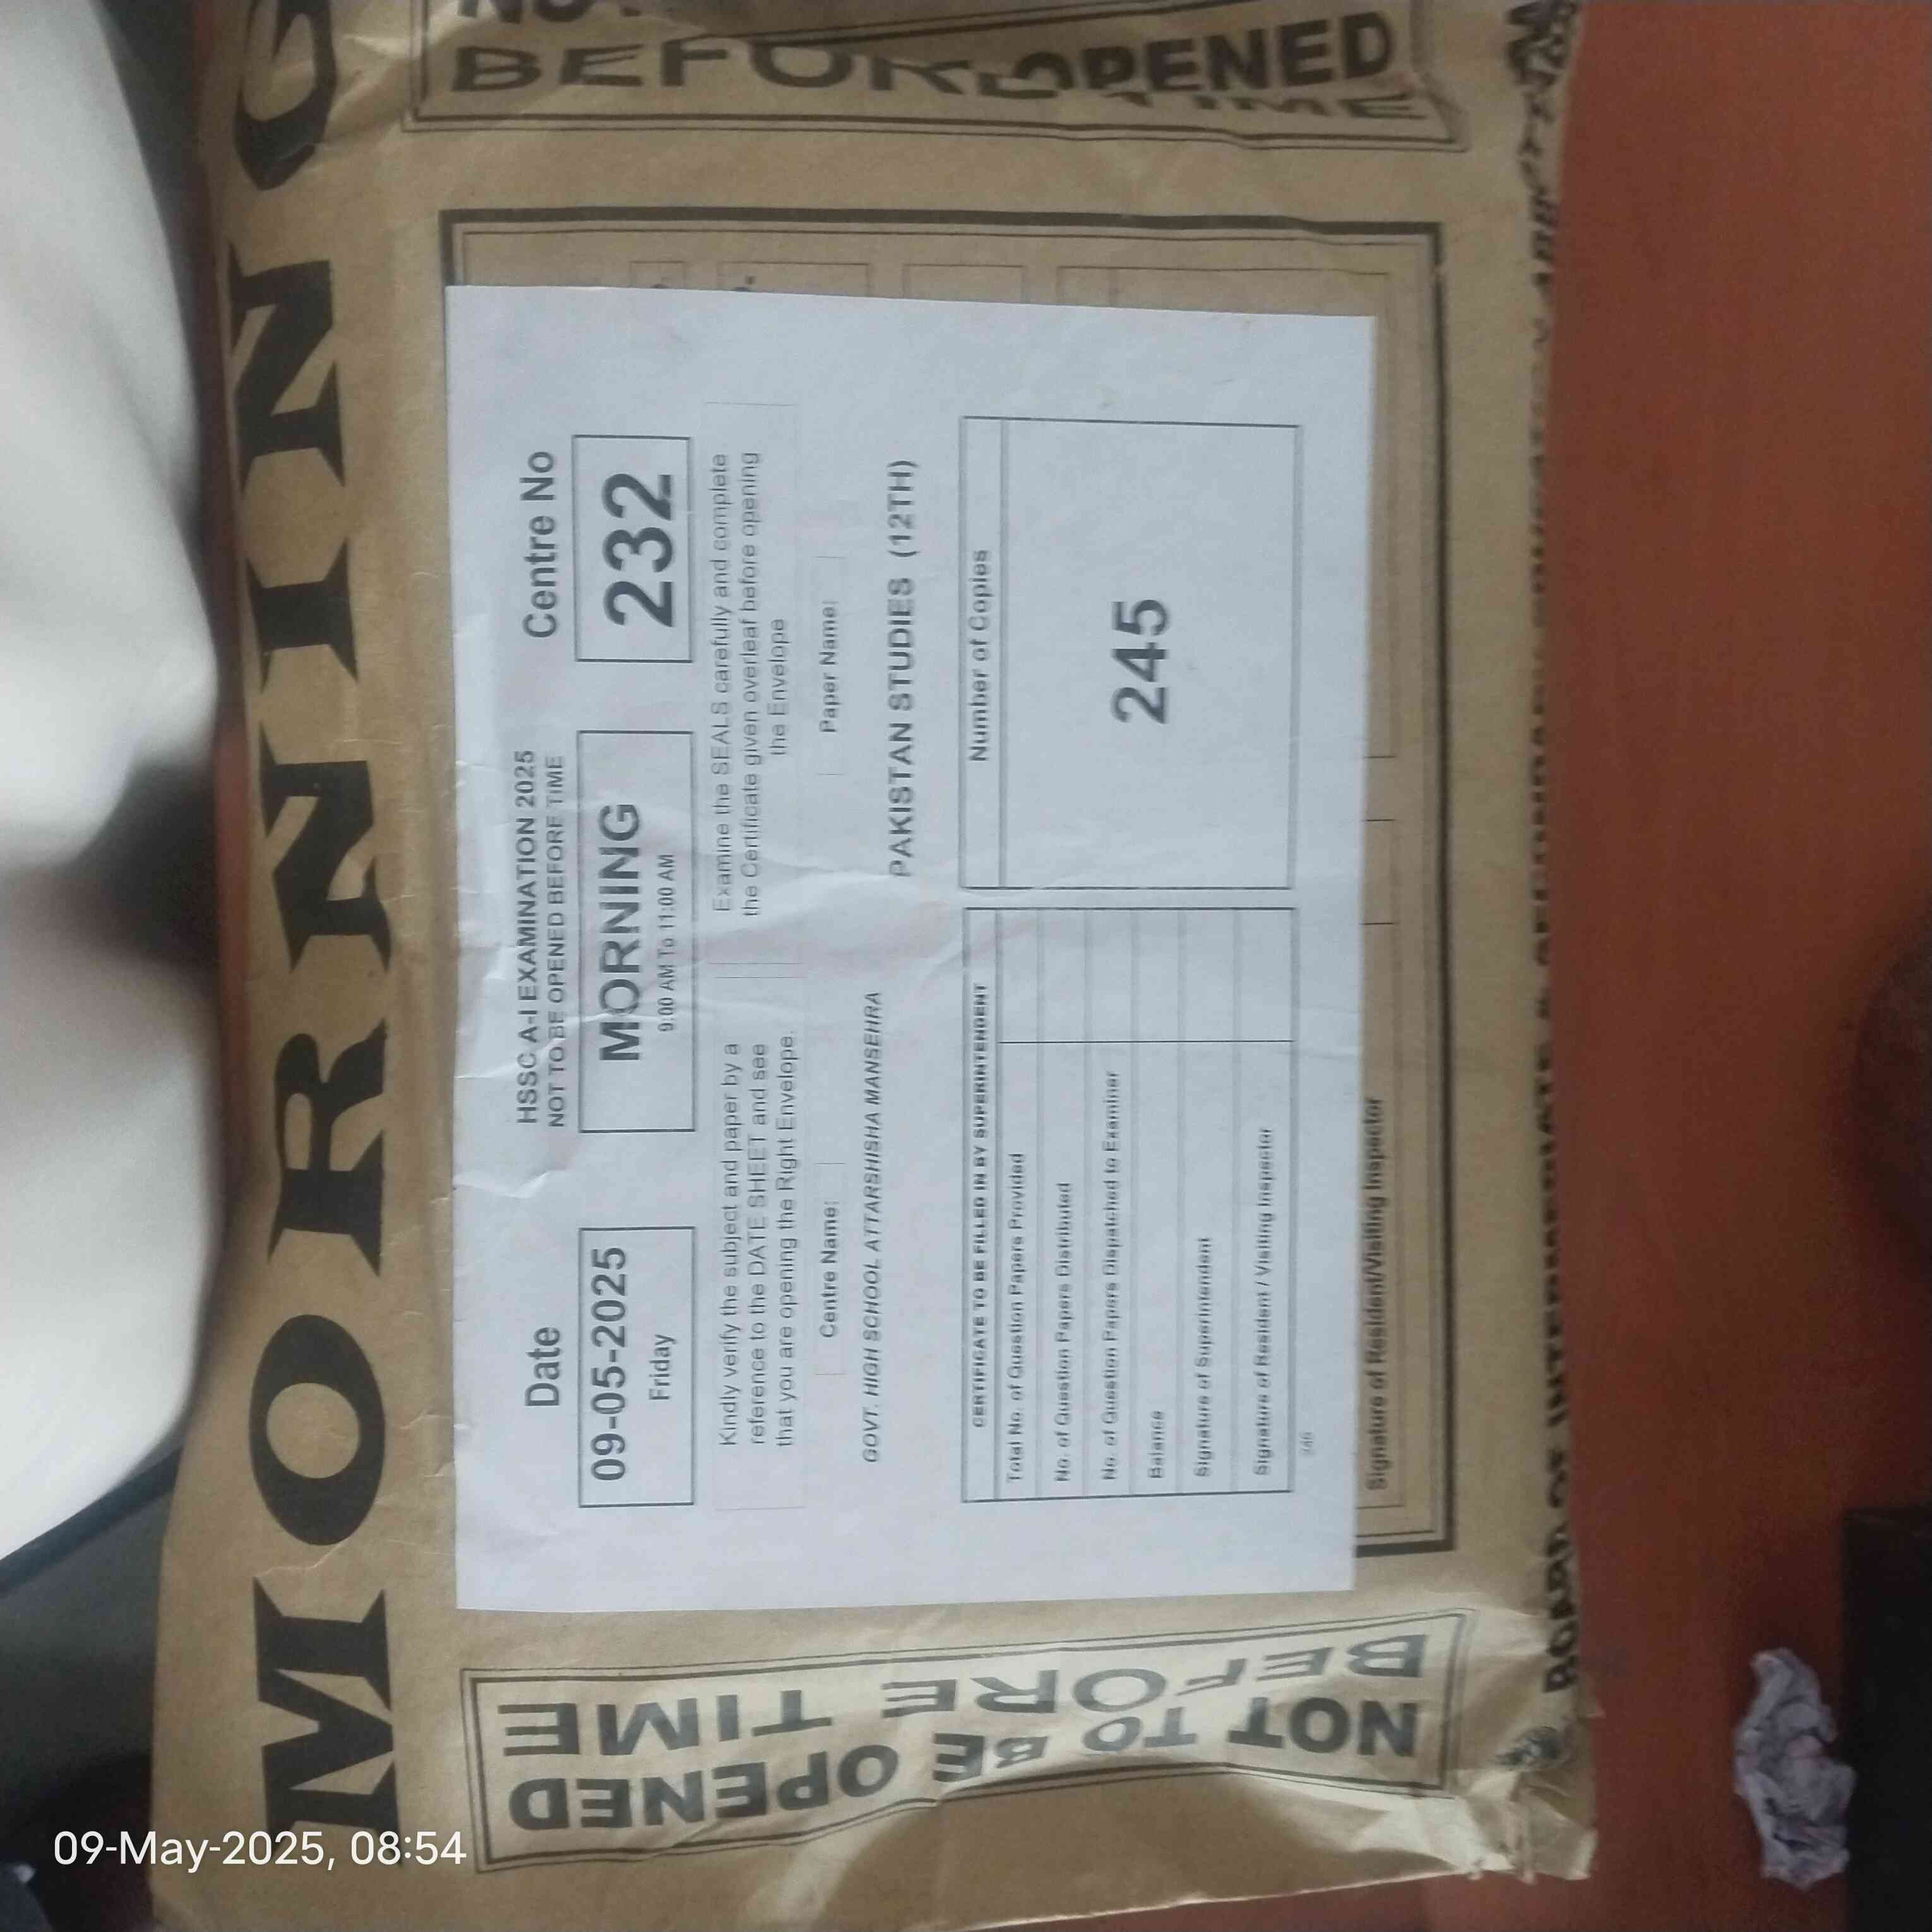 MORNING
BEFORE
OPENED
TIME
HSSC A-I EXAMINATION 2025
NOT TO BE OPENED BEFORE TIME
Date
09-05-2025
Friday
MORNING
9:00 AM To 11:00 AM
Centre No
232
Kindly verify the subject and paper by a
reference to the DATE SHEET and see
that you are opening the Right Envelope.
Examine the SEALS carefully and complete
the Certificate given overleaf before opening
the Envelope
Centre Name:
GOVT. HIGH SCHOOL ATTARSHISHA MANSEHRA
Paper Name:
PAKISTAN STUDIES (12TH)
CERTIFICATE TO BE FILLED IN BY SUPERINTENDENT
Total No. of Question Papers Provided
No. of Question Papers Distributed
No. of Question Papers Dispatched to Examiner
Balance
Signature of Superintendent
Signature of Resident / Visiting Inspector
Number of Copies
245
Signature of Resident/Visiting Inspector
BOARD OF INTERMEDIATE & SECONDARY
NOT TO BE OPENED
BEFORE TIME
09-May-2025, 08:54